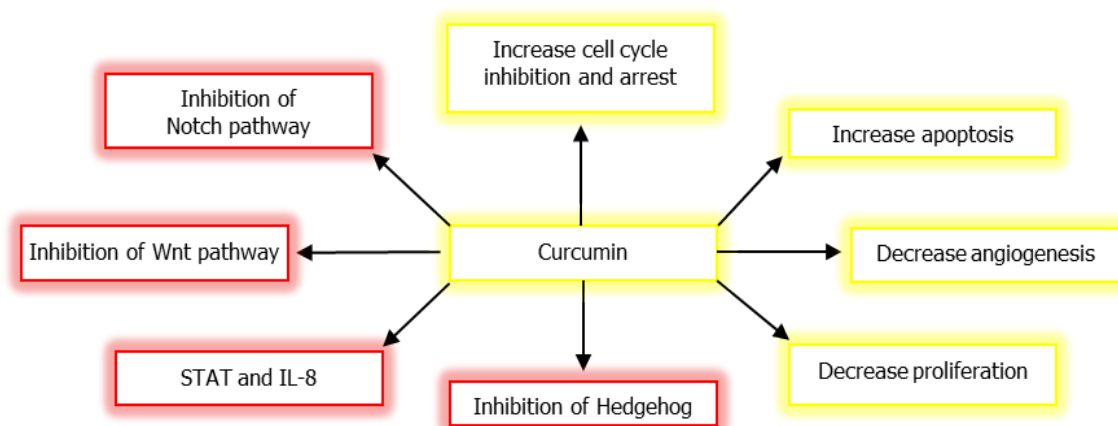 Increase cell cycle
inhibition and arrest
Inhibition of
Notch pathway
Increase apoptosis
Inhibition of Wnt pathway
Curcumin
Decrease angiogenesis
STAT and IL-8
Inhibition of Hedgehog
Decrease proliferation